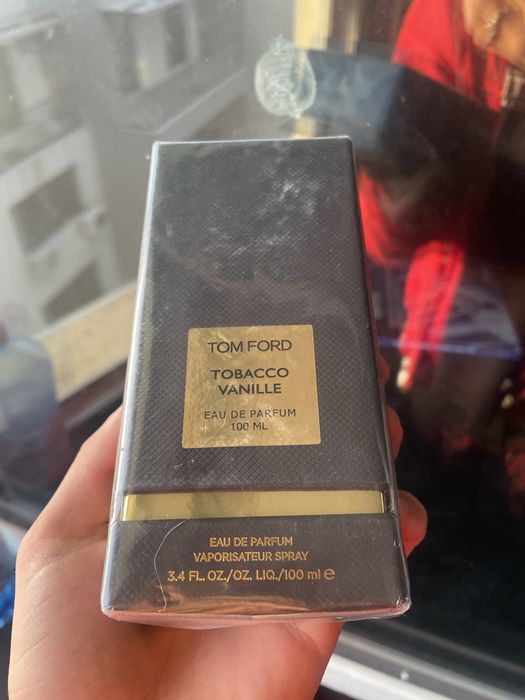 TOM FORD
TOBACCO
VANILLE
EAU DE PARFUM
100 ML
EAU DE PARFUM
VAPORISATEUR SPRAY
3.4 FL. OZ./OZ. LIQ./100 ml ℮